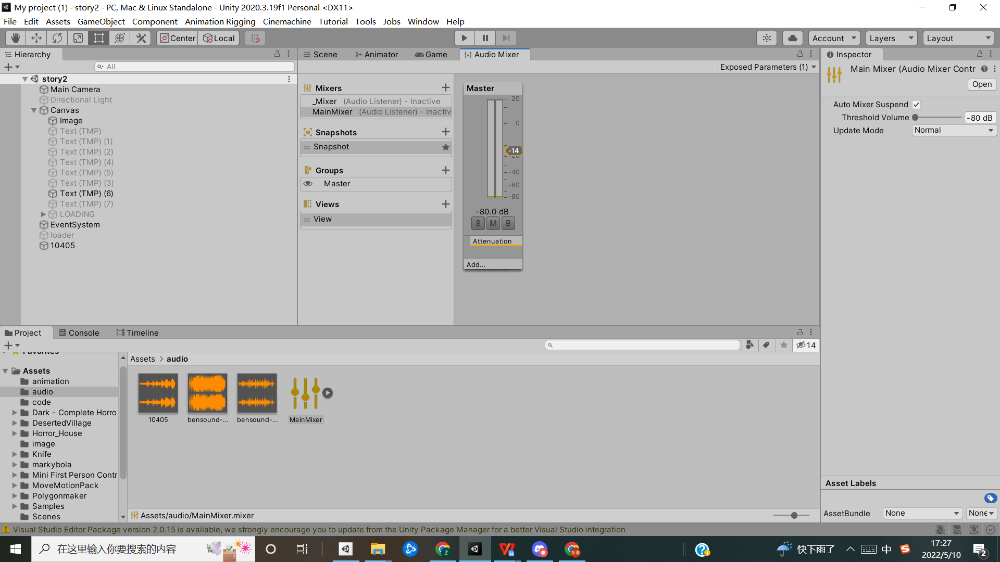 My project (1) - story2 - PC, Mac & Linux Standalone - Unity 2020.3.19f1 Personal <DX11>
File Edit Assets GameObject Component Animation Rigging Cinemachine Tutorial Tools Jobs Window Help
Center Local Account Layers Layout
Hierarchy
All
story2
Main Camera
Directional Light
Canvas
Image
Text (TMP)
Text (TMP) (1)
Text (TMP) (2)
Text (TMP) (4)
Text (TMP) (5)
Text (TMP) (3)
Text (TMP) (6)
Text (TMP) (7)
LOADING
EventSystem
loader
10405
Scene Animator Game Audio Mixer
Exposed Parameters (1)
Mixers
_Mixer (Audio Listener) - Inactive
MainMixer (Audio Listener) - Inactiv
Snapshots
Snapshot
Groups
Master
Views
View
Master
20
0
-14
-20
-40
-60
-80
-80.0 dB
S M B
Attenuation
Add...
Inspector
Main Mixer (Audio Mixer Contr
Open
Auto Mixer Suspend
Threshold Volume -80 dB
Update Mode Normal
Asset Labels
AssetBundle None None
Project Console Timeline
14
Favorites
Assets
animation
audio
code
Dark - Complete Horro
DesertedVillage
Horror_House
image
Knife
markybola
Mini First Person Contr
MoveMotionPack
Polygonmaker
Samples
Scenes
Assets > audio
10405 bensound-... bensound-... MainMixer
Assets/audio/MainMixer.mixer
Visual Studio Editor Package version 2.0.15 is available, we strongly encourage you to update from the Unity Package Manager for a better Visual Studio integration
在这里输入你要搜索的内容
快下雨了
中
17:27
2022/5/10
2